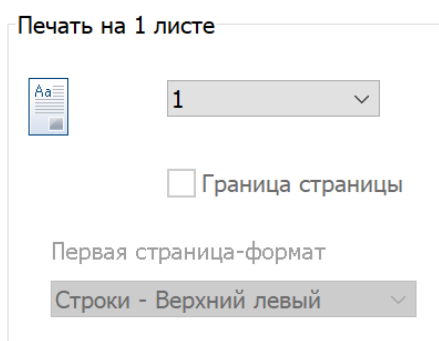 Печать на 1 листе
Aa
1
Граница страницы
Первая страница-формат
Строки - Верхний левый